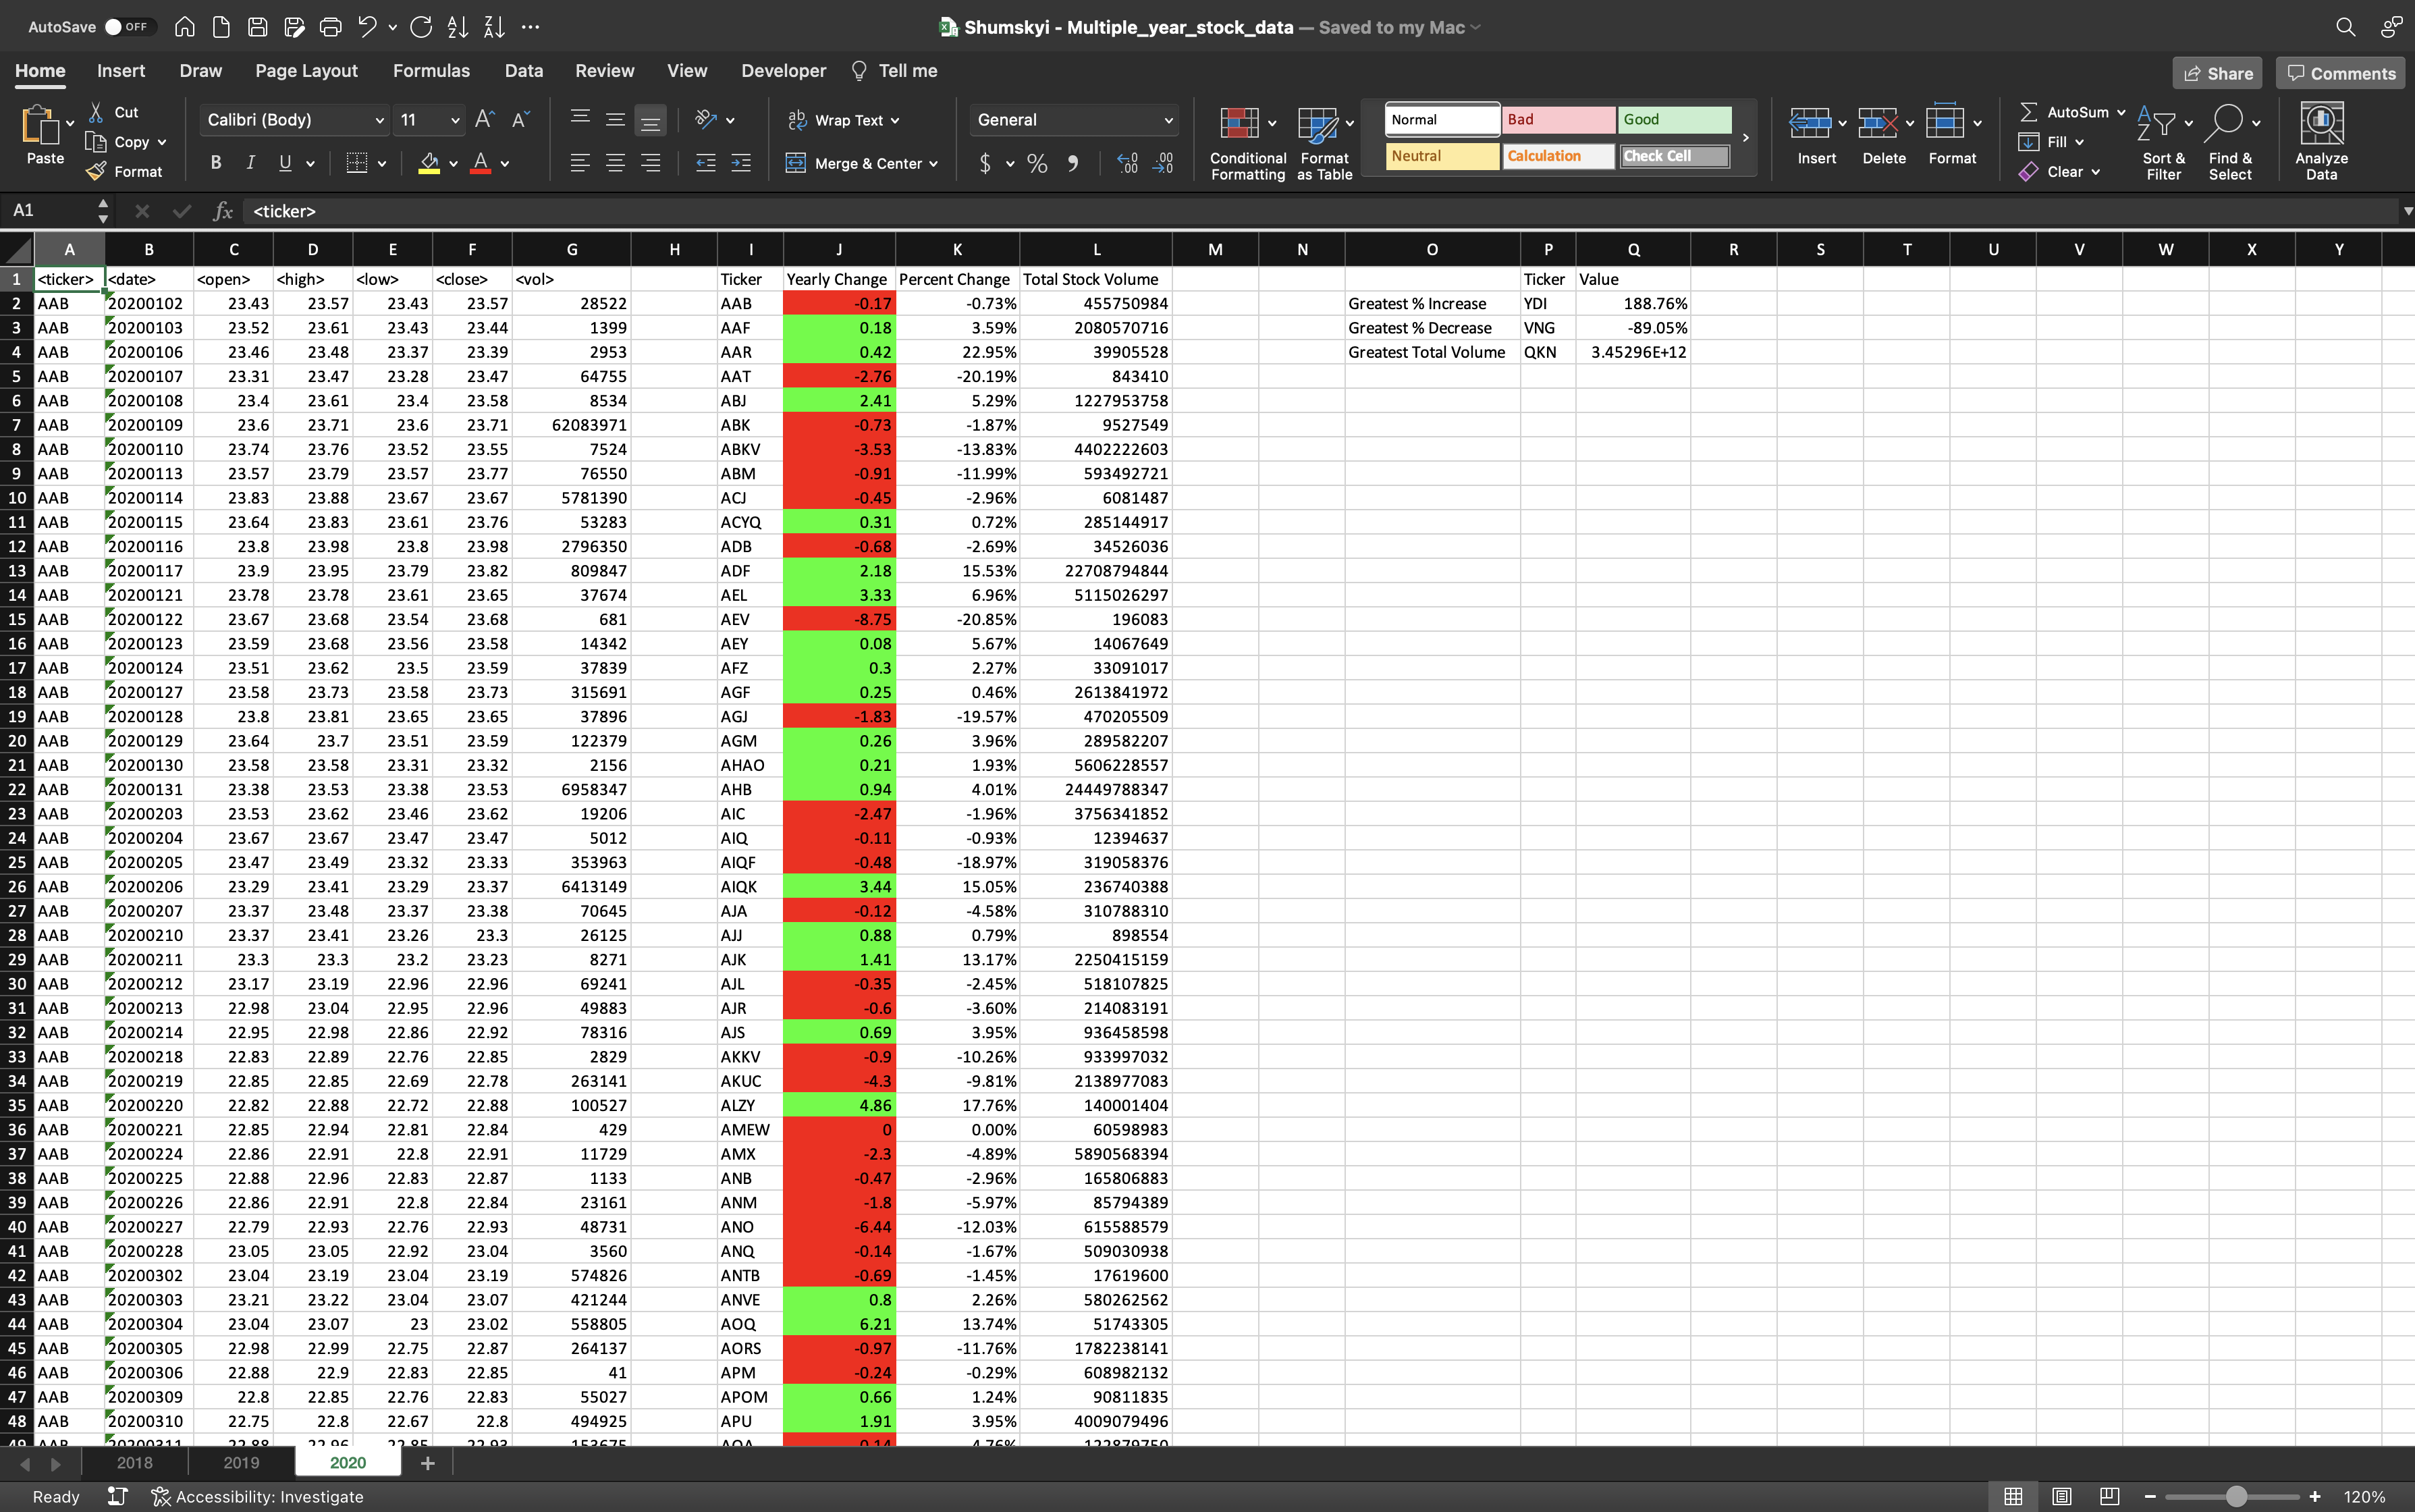 AutoSave OFF Shumskyi - Multiple_year_stock_data — Saved to my Mac
Home Insert Draw Page Layout Formulas Data Review View Developer Tell me Share Comments
Paste Cut Copy Format
Calibri (Body) 11
B I U
Wrap Text
Merge & Center
General
$ % 9
Conditional Formatting
Format as Table
Normal Bad Good
Neutral Calculation Check Cell
Insert Delete Format
AutoSum
Fill
Clear
Sort & Filter
Find & Select
Analyze Data
A1 fx <ticker>
A B C D E F G H I J K L M N O P Q R S T U V W X Y
1 <ticker> <date> <open> <high> <low> <close> <vol> Ticker Yearly Change Percent Change Total Stock Volume Ticker Value
2 AAB 20200102 23.43 23.57 23.43 23.57 28522 AAB -0.17 -0.73% 455750984 Greatest % Increase YDI 188.76%
3 AAB 20200103 23.52 23.61 23.43 23.44 1399 AAF 0.18 3.59% 2080570716 Greatest % Decrease VNG -89.05%
4 AAB 20200106 23.46 23.48 23.37 23.39 2953 AAR 0.42 22.95% 39905528 Greatest Total Volume QKN 3.45296E+12
5 AAB 20200107 23.31 23.47 23.28 23.47 64755 AAT -2.76 -20.19% 843410
6 AAB 20200108 23.4 23.61 23.4 23.58 8534 ABJ 2.41 5.29% 1227953758
7 AAB 20200109 23.6 23.71 23.6 23.71 62083971 ABK -0.73 -1.87% 9527549
8 AAB 20200110 23.74 23.76 23.52 23.55 7524 ABKV -3.53 -13.83% 4402222603
9 AAB 20200113 23.57 23.79 23.57 23.77 76550 ABM -0.91 -11.99% 593492721
10 AAB 20200114 23.83 23.88 23.67 23.67 5781390 ACJ -0.45 -2.96% 6081487
11 AAB 20200115 23.64 23.83 23.61 23.76 53283 ACYQ 0.31 0.72% 285144917
12 AAB 20200116 23.8 23.98 23.8 23.98 2796350 ADB -0.68 -2.69% 34526036
13 AAB 20200117 23.9 23.95 23.79 23.82 809847 ADF 2.18 15.53% 22708794844
14 AAB 20200121 23.78 23.78 23.61 23.65 37674 AEL 3.33 6.96% 5115026297
15 AAB 20200122 23.67 23.68 23.54 23.68 681 AEV -8.75 -20.85% 196083
16 AAB 20200123 23.59 23.68 23.56 23.58 14342 AEY 0.08 5.67% 14067649
17 AAB 20200124 23.51 23.62 23.5 23.59 37839 AFZ 0.3 2.27% 33091017
18 AAB 20200127 23.58 23.73 23.58 23.73 315691 AGF 0.25 0.46% 2613841972
19 AAB 20200128 23.8 23.81 23.65 23.65 37896 AGJ -1.83 -19.57% 470205509
20 AAB 20200129 23.64 23.7 23.51 23.59 122379 AGM 0.26 3.96% 289582207
21 AAB 20200130 23.58 23.58 23.31 23.32 2156 AHAO 0.21 1.93% 5606228557
22 AAB 20200131 23.38 23.53 23.38 23.53 6958347 AHB 0.94 4.01% 24449788347
23 AAB 20200203 23.53 23.62 23.46 23.62 19206 AIC -2.47 -1.96% 3756341852
24 AAB 20200204 23.67 23.67 23.47 23.47 5012 AIQ -0.11 -0.93% 12394637
25 AAB 20200205 23.47 23.49 23.32 23.33 353963 AIQF -0.48 -18.97% 319058376
26 AAB 20200206 23.29 23.41 23.29 23.37 6413149 AIQK 3.44 15.05% 236740388
27 AAB 20200207 23.37 23.48 23.37 23.38 70645 AJA -0.12 -4.58% 310788310
28 AAB 20200210 23.37 23.41 23.26 23.3 26125 AJJ 0.88 0.79% 898554
29 AAB 20200211 23.3 23.3 23.2 23.23 8271 AJK 1.41 13.17% 2250415159
30 AAB 20200212 23.17 23.19 22.96 22.96 69241 AJL -0.35 -2.45% 518107825
31 AAB 20200213 22.98 23.04 22.95 22.96 49883 AJR -0.6 -3.60% 214083191
32 AAB 20200214 22.95 22.98 22.86 22.92 78316 AJS 0.69 3.95% 936458598
33 AAB 20200218 22.83 22.89 22.76 22.85 2829 AKKV -0.9 -10.26% 933997032
34 AAB 20200219 22.85 22.85 22.69 22.78 263141 AKUC -4.3 -9.81% 2138977083
35 AAB 20200220 22.82 22.88 22.72 22.88 100527 ALZY 4.86 17.76% 140001404
36 AAB 20200221 22.85 22.94 22.81 22.84 429 AMEW 0 0.00% 60598983
37 AAB 20200224 22.86 22.91 22.8 22.91 11729 AMX -2.3 -4.89% 5890568394
38 AAB 20200225 22.88 22.96 22.83 22.87 1133 ANB -0.47 -2.96% 165806883
39 AAB 20200226 22.86 22.91 22.8 22.84 23161 ANM -1.8 -5.97% 85794389
40 AAB 20200227 22.79 22.93 22.76 22.93 48731 ANO -6.44 -12.03% 615588579
41 AAB 20200228 23.05 23.05 22.92 23.04 3560 ANQ -0.14 -1.67% 509030938
42 AAB 20200302 23.04 23.19 23.04 23.19 574826 ANTB -0.69 -1.45% 17619600
43 AAB 20200303 23.21 23.22 23.04 23.07 421244 ANVE 0.8 2.26% 580262562
44 AAB 20200304 23.04 23.07 23 23.02 558805 AOQ 6.21 13.74% 51743305
45 AAB 20200305 22.98 22.99 22.75 22.87 264137 AORS -0.97 -11.76% 1782238141
46 AAB 20200306 22.88 22.9 22.83 22.85 41 APM -0.24 -0.29% 608982132
47 AAB 20200309 22.8 22.85 22.76 22.83 55027 APOM 0.66 1.24% 90811835
48 AAB 20200310 22.75 22.8 22.67 22.8 494925 APU 1.91 3.95% 4009079496
2018 2019 2020
Ready Accessibility: Investigate 120%